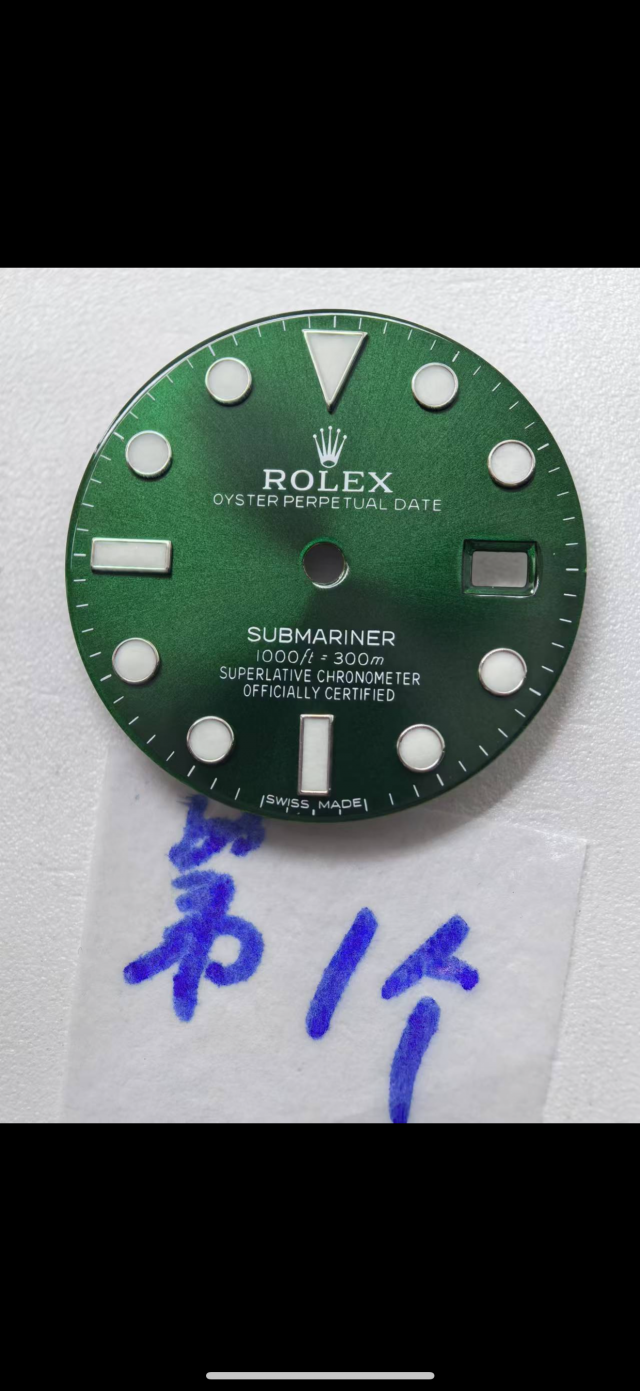 ROLEX
OYSTER PERPETUAL DATE
SUBMARINER
1000ft = 300m
SUPERLATIVE CHRONOMETER
OFFICIALLY CERTIFIED
SWISS MADE
第1个